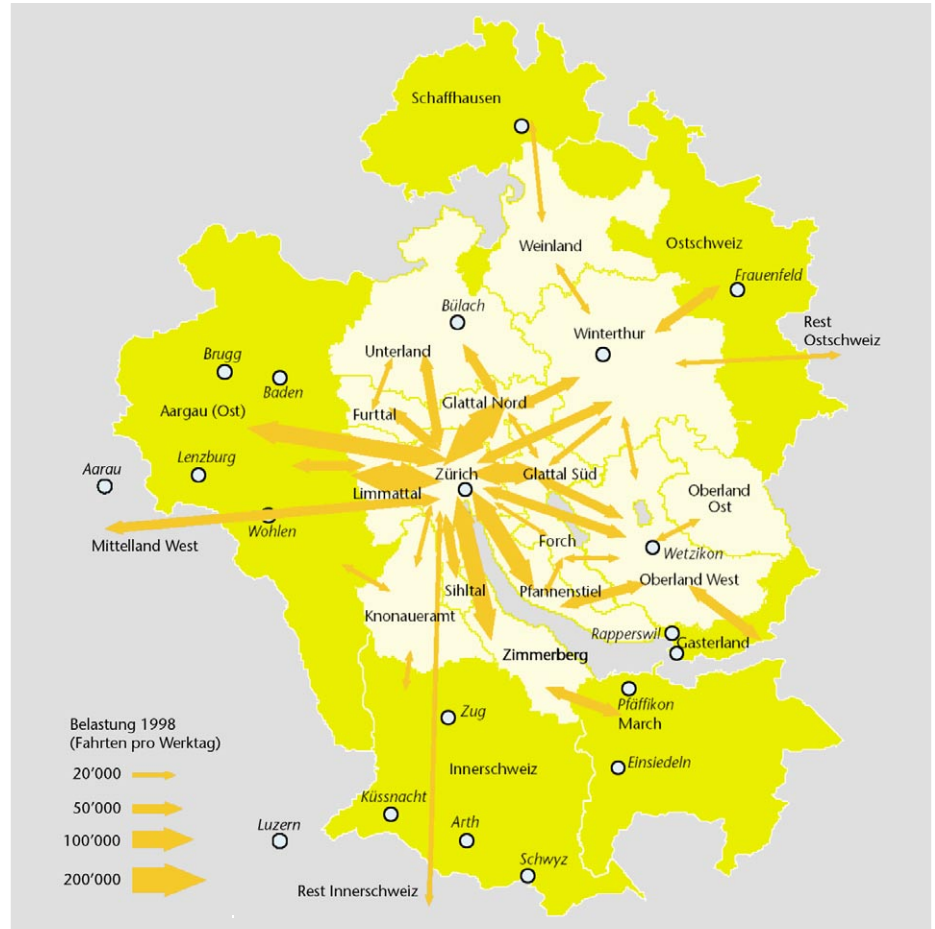 Schaffhausen
Weinland
Ostschweiz
Frauenfeld
Bülach
Rest
Ostschweiz
Winterthur
Unterland
Brugg
Baden
Aargau (Ost)
Furttal
Glattal Nord
Lenzburg
Aarau
Zürich
Glattal Süd
Limmattal
Oberland
Ost
Wohlen
Mittelland West
Forch
Wetzikon
Sihltal
Pfannenstiel
Oberland West
Knonaueramt
Rapperswil
Gasterland
Zimmerberg
Pfäffikon
March
Zug
Belastung 1998
(Fahrten pro Werktag)
20'000
50'000
100'000
200'000
Innerschweiz
Einsiedeln
Küssnacht
Luzern
Arth
Schwyz
Rest Innerschweiz